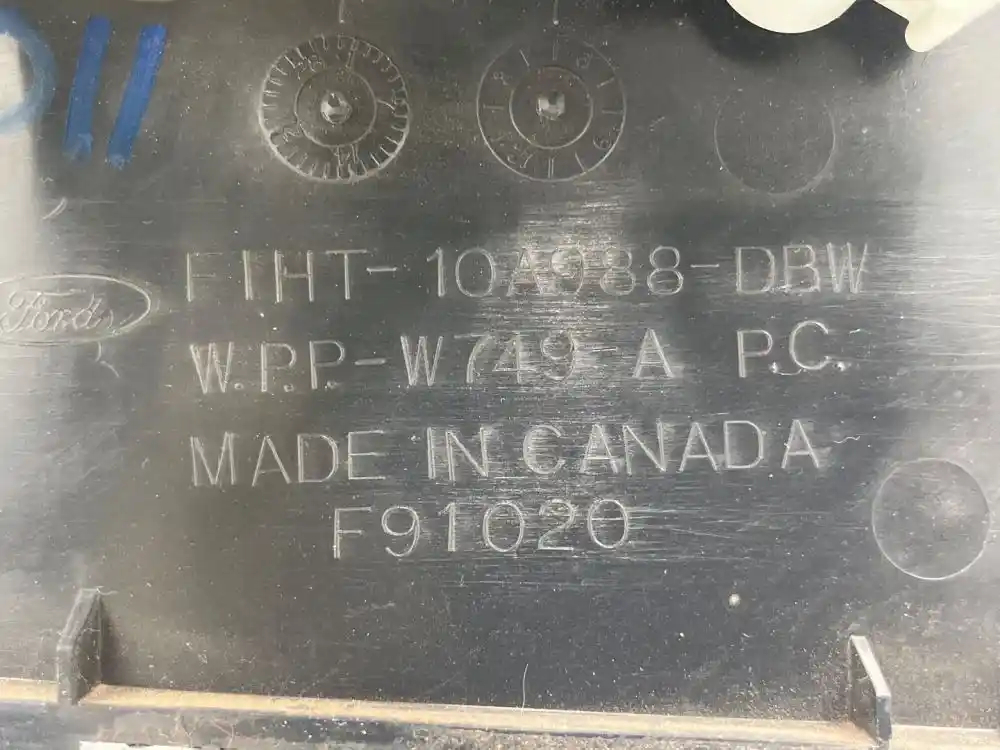 Ford
F1HT-10A988-DBW
W.P.P.-W749-A P.C.
MADE IN CANADA
F91020